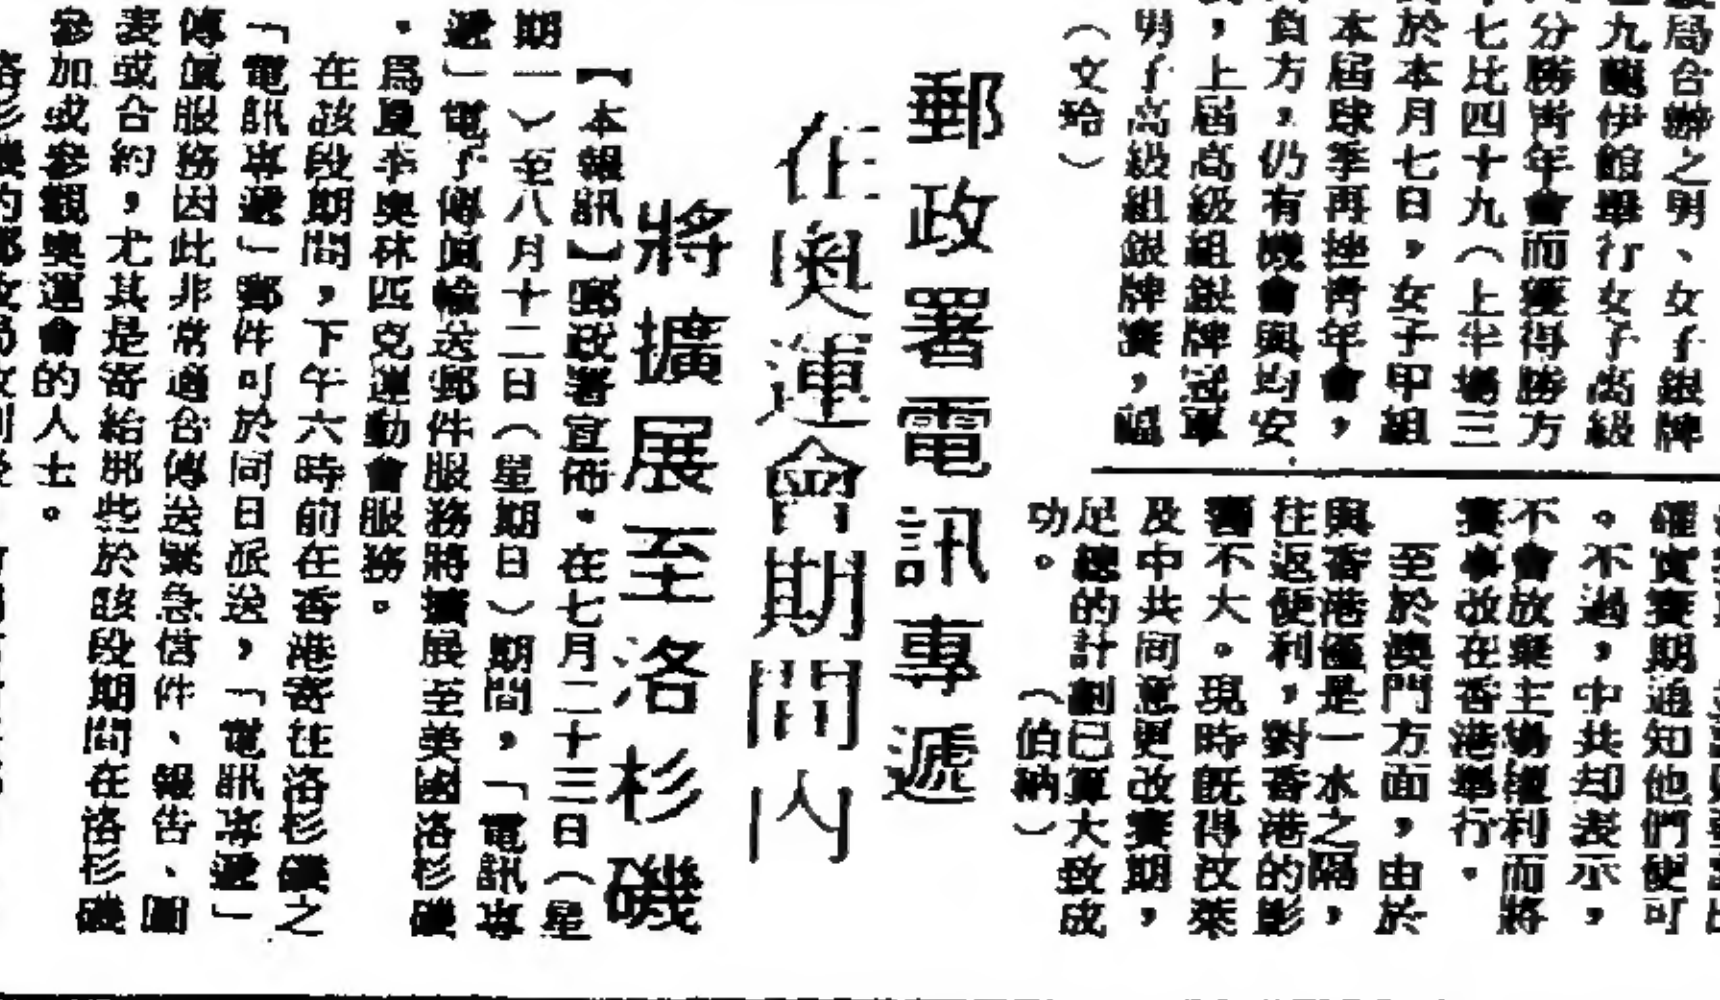 局合辦之男、女子銀牌
九龍伊館舉行女子高級
分勝青年會而獲得勝方
七比四十九（上半場三
於本月七日，女子甲組
本屆球季再挫青年會，
負方，仍有機會與均安
，上屆高級組銀牌冠軍
男子高級組銀牌賽，
（文玲）
確實賽期通知他們便可
。不過，中共却表示，
不會放棄主場權利而將
賽事改在香港舉行。
至於澳門方面，由於
與香港僅是一水之隔，
往返便利，對香港的影
響不大。現時既得汶萊
及中共同意更改賽期，
足總的計劃已算大致成
功。（伯納）
郵政署電訊專遞
在奧運會期間內
將擴展至洛杉磯
【本報訊】郵政署宣佈，在七月二十三日（星
期一）至八月十二日（星期日）期間，「電訊專
遞」電子傳真輸送郵件服務將擴展至美國洛杉磯
，爲夏季奧林匹克運動會服務。
在該段期間，下午六時前在香港寄往洛杉磯之
「電訊專遞」郵件可於同日派送，「電訊專遞」
傳真服務因此非常適合傳送緊急信件、報告、圖
表或合約，尤其是寄給那些於該段期間在洛杉磯
參加或參觀奧運會的人士。